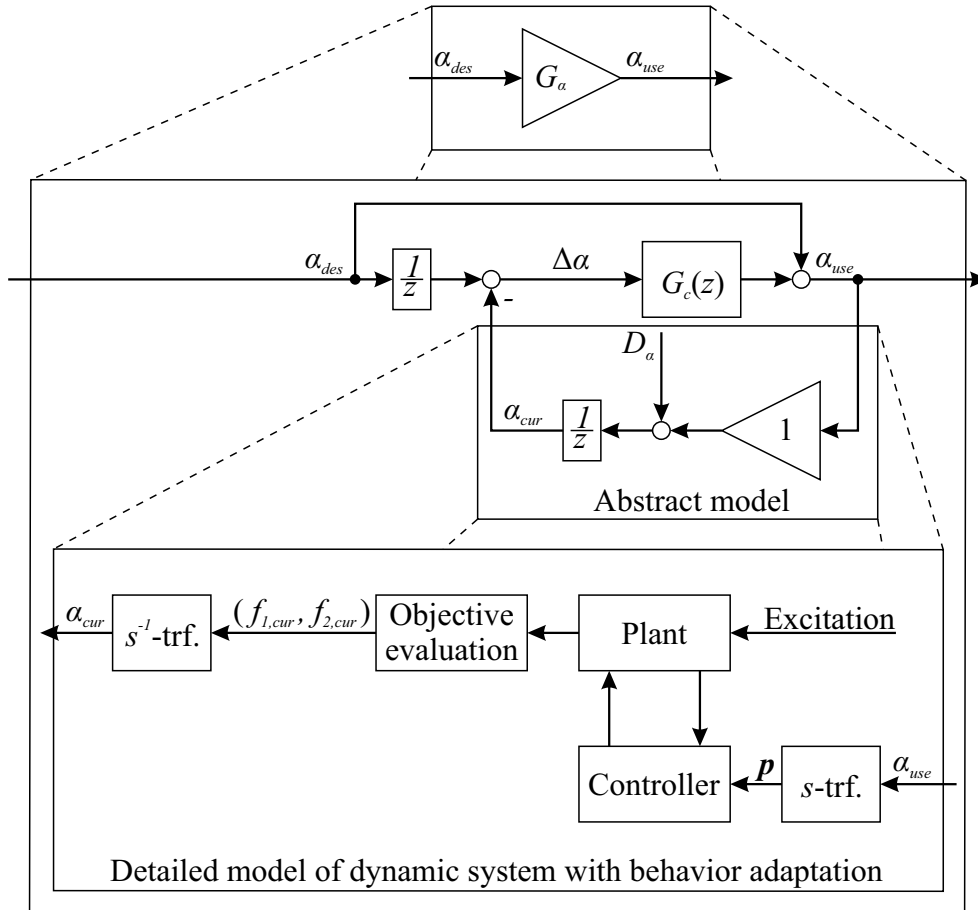 α_des G_α α_use
α_des 1/z Δα G_c(z) α_use
-
D_α
α_cur 1/z 1
Abstract model
α_cur s^-1-trf. (f_1,cur, f_2,cur) Objective evaluation Plant Excitation
Controller p s-trf. α_use
Detailed model of dynamic system with behavior adaptation